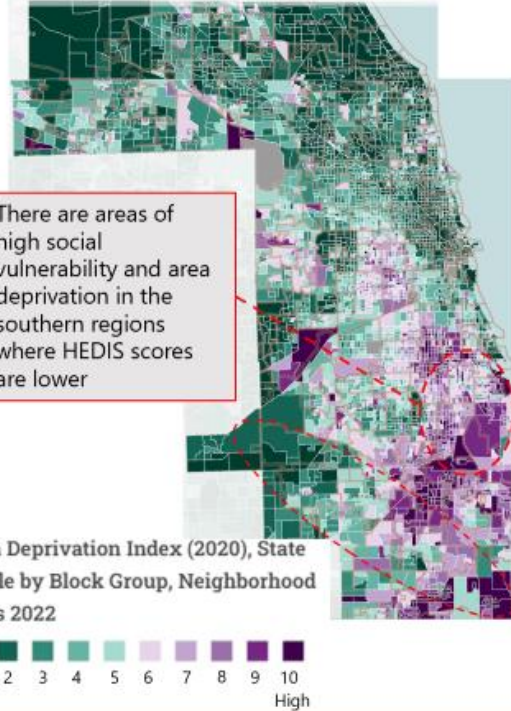 There are areas of
high social
vulnerability and area
deprivation in the
southern regions
where HEDIS scores
are lower
Deprivation Index (2020), State
by Block Group, Neighborhood
2022
2 3 4 5 6 7 8 9 10
High